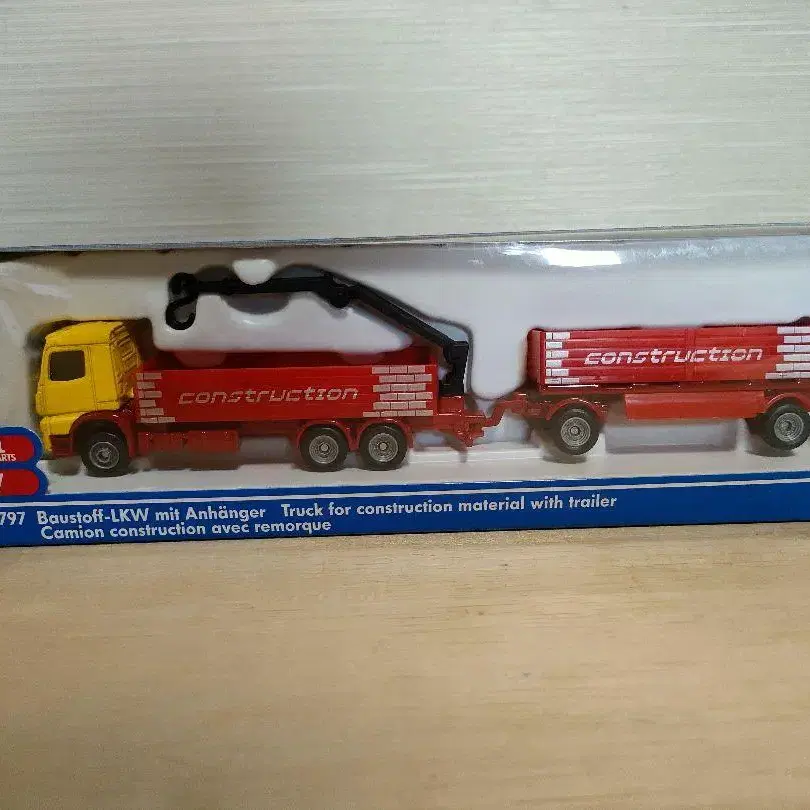 construction
construction
797 Baustoff-LKW mit Anhänger Truck for construction material with trailer
Camion construction avec remorque